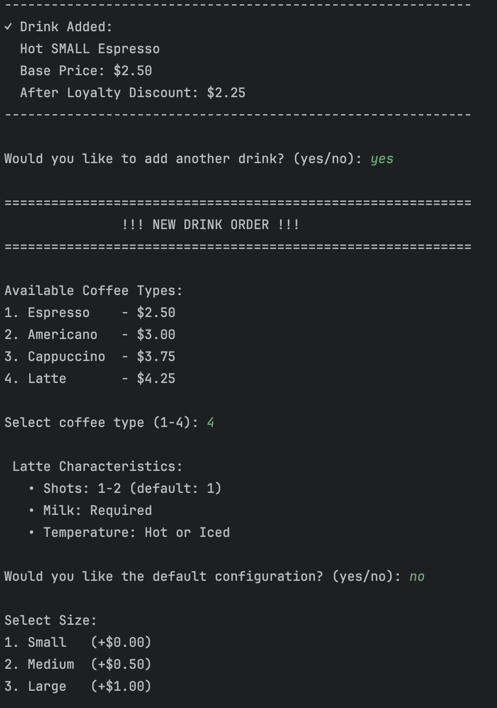 ------------------------------------------------------------
✓ Drink Added:
  Hot SMALL Espresso
  Base Price: $2.50
  After Loyalty Discount: $2.25
------------------------------------------------------------

Would you like to add another drink? (yes/no): yes

============================================================
               !!! NEW DRINK ORDER !!!
============================================================

Available Coffee Types:
1. Espresso    - $2.50
2. Americano   - $3.00
3. Cappuccino  - $3.75
4. Latte       - $4.25

Select coffee type (1-4): 4

 Latte Characteristics:
   • Shots: 1-2 (default: 1)
   • Milk: Required
   • Temperature: Hot or Iced

Would you like the default configuration? (yes/no): no

Select Size:
1. Small   (+$0.00)
2. Medium  (+$0.50)
3. Large   (+$1.00)